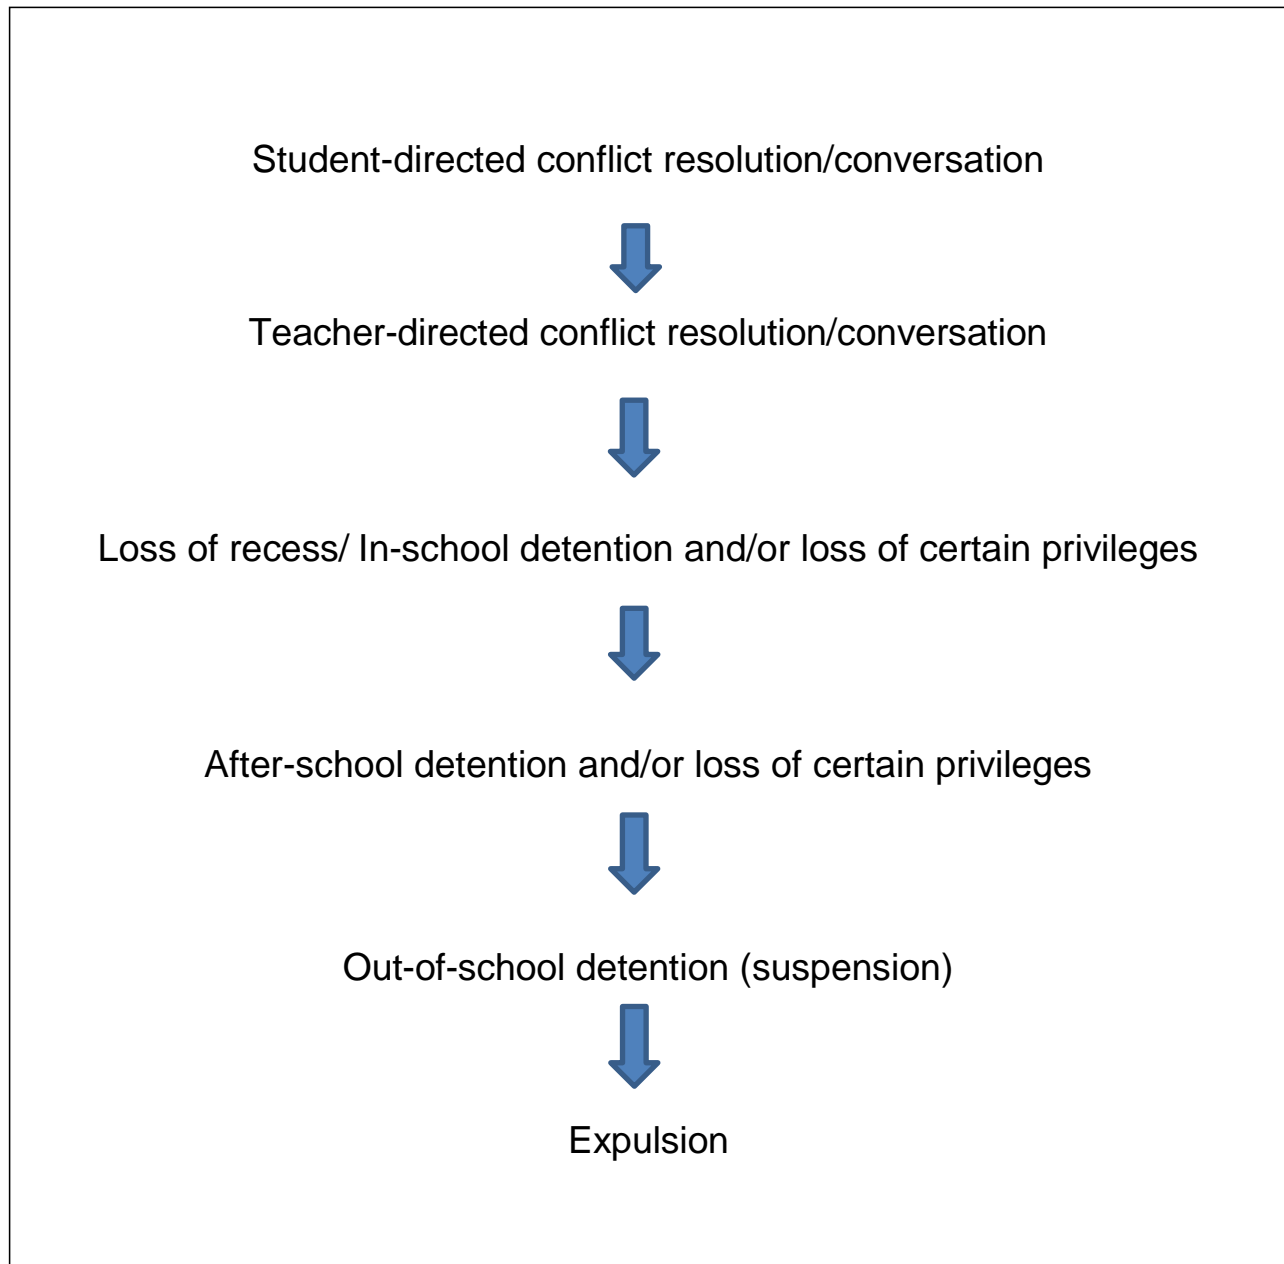 Student-directed conflict resolution/conversation
Teacher-directed conflict resolution/conversation
Loss of recess/ In-school detention and/or loss of certain privileges
After-school detention and/or loss of certain privileges
Out-of-school detention (suspension)
Expulsion